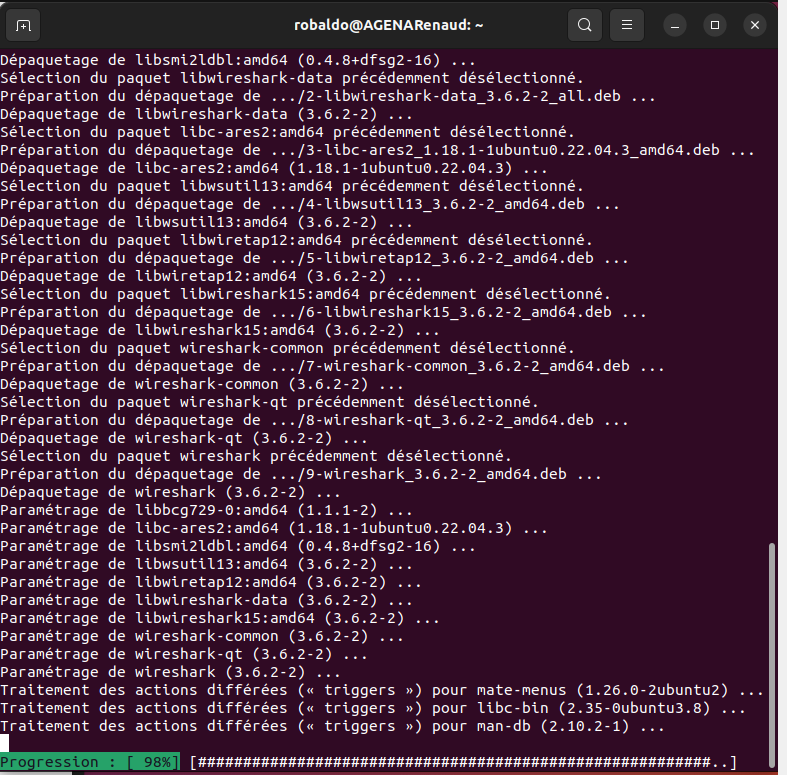 robaldo@AGENARenaud: ~
Dépaquetage de libsmi2ldbl:amd64 (0.4.8+dfsg2-16) ...
Sélection du paquet libwireshark-data précédemment désélectionné.
Préparation du dépaquetage de .../2-libwireshark-data_3.6.2-2_all.deb ...
Dépaquetage de libwireshark-data (3.6.2-2) ...
Sélection du paquet libc-ares2:amd64 précédemment désélectionné.
Préparation du dépaquetage de .../3-libc-ares2_1.18.1-1ubuntu0.22.04.3_amd64.deb ...
Dépaquetage de libc-ares2:amd64 (1.18.1-1ubuntu0.22.04.3) ...
Sélection du paquet libwsutil13:amd64 précédemment désélectionné.
Préparation du dépaquetage de .../4-libwsutil13_3.6.2-2_amd64.deb ...
Dépaquetage de libwsutil13:amd64 (3.6.2-2) ...
Sélection du paquet libwiretap12:amd64 précédemment désélectionné.
Préparation du dépaquetage de .../5-libwiretap12_3.6.2-2_amd64.deb ...
Dépaquetage de libwiretap12:amd64 (3.6.2-2) ...
Sélection du paquet libwireshark15:amd64 précédemment désélectionné.
Préparation du dépaquetage de .../6-libwireshark15_3.6.2-2_amd64.deb ...
Dépaquetage de libwireshark15:amd64 (3.6.2-2) ...
Sélection du paquet wireshark-common précédemment désélectionné.
Préparation du dépaquetage de .../7-wireshark-common_3.6.2-2_amd64.deb ...
Dépaquetage de wireshark-common (3.6.2-2) ...
Sélection du paquet wireshark-qt précédemment désélectionné.
Préparation du dépaquetage de .../8-wireshark-qt_3.6.2-2_amd64.deb ...
Dépaquetage de wireshark-qt (3.6.2-2) ...
Sélection du paquet wireshark précédemment désélectionné.
Préparation du dépaquetage de .../9-wireshark_3.6.2-2_amd64.deb ...
Dépaquetage de wireshark (3.6.2-2) ...
Paramétrage de libbcg729-0:amd64 (1.1.1-2) ...
Paramétrage de libc-ares2:amd64 (1.18.1-1ubuntu0.22.04.3) ...
Paramétrage de libsmi2ldbl:amd64 (0.4.8+dfsg2-16) ...
Paramétrage de libwsutil13:amd64 (3.6.2-2) ...
Paramétrage de libwiretap12:amd64 (3.6.2-2) ...
Paramétrage de libwireshark-data (3.6.2-2) ...
Paramétrage de libwireshark15:amd64 (3.6.2-2) ...
Paramétrage de wireshark-common (3.6.2-2) ...
Paramétrage de wireshark-qt (3.6.2-2) ...
Paramétrage de wireshark (3.6.2-2) ...
Traitement des actions différées (« triggers ») pour mate-menus (1.26.0-2ubuntu2) ...
Traitement des actions différées (« triggers ») pour libc-bin (2.35-0ubuntu3.8) ...
Traitement des actions différées (« triggers ») pour man-db (2.10.2-1) ...
Progression : [ 98%] [#########################################################..]